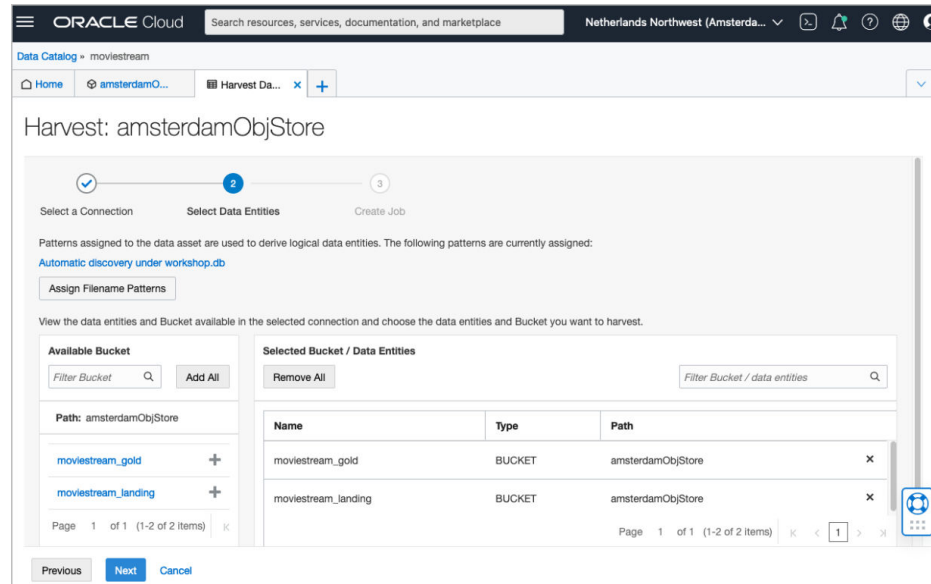 ORACLE Cloud
Search resources, services, documentation, and marketplace
Netherlands Northwest (Amsterda...
Data Catalog » moviestream
Home
amsterdamO...
Harvest Da...
Harvest: amsterdamObjStore
2
3
Select a Connection
Select Data Entities
Create Job
Patterns assigned to the data asset are used to derive logical data entities. The following patterns are currently assigned:
Automatic discovery under workshop.db
Assign Filename Patterns
View the data entities and Bucket available in the selected connection and choose the data entities and Bucket you want to harvest.
Available Bucket
Filter Bucket
Add All
Path: amsterdamObjStore
moviestream_gold
moviestream_landing
Page 1 of 1 (1-2 of 2 items)
Selected Bucket / Data Entities
Remove All
Filter Bucket / data entities
Name Type Path
moviestream_gold BUCKET amsterdamObjStore
moviestream_landing BUCKET amsterdamObjStore
Page 1 of 1 (1-2 of 2 items) 1
Previous
Next
Cancel